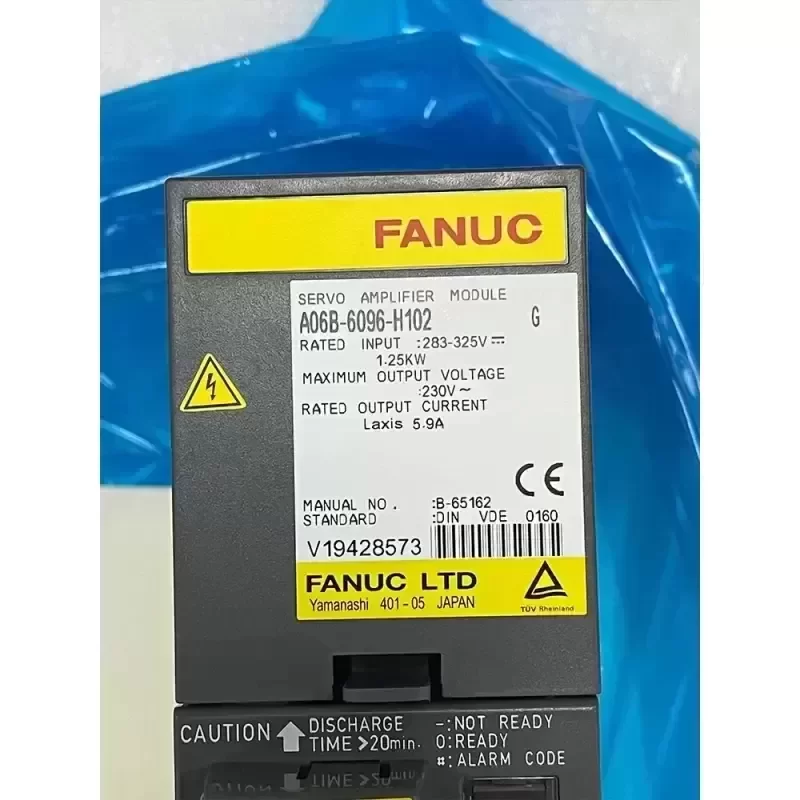 FANUC
SERVO AMPLIFIER MODULE
A06B-6096-H102 G
RATED INPUT :283-325V⎓
1.25KW
MAXIMUM OUTPUT VOLTAGE
:230V~
RATED OUTPUT CURRENT
Laxis 5.9A
CE
MANUAL NO. :B-65162
STANDARD :DIN VDE 0160
V19428573
FANUC LTD
Yamanashi 401-05 JAPAN
TÜV Rheinland
CAUTION DISCHARGE TIME>20min.
-:NOT READY
0:READY
#:ALARM CODE
TIME>20min